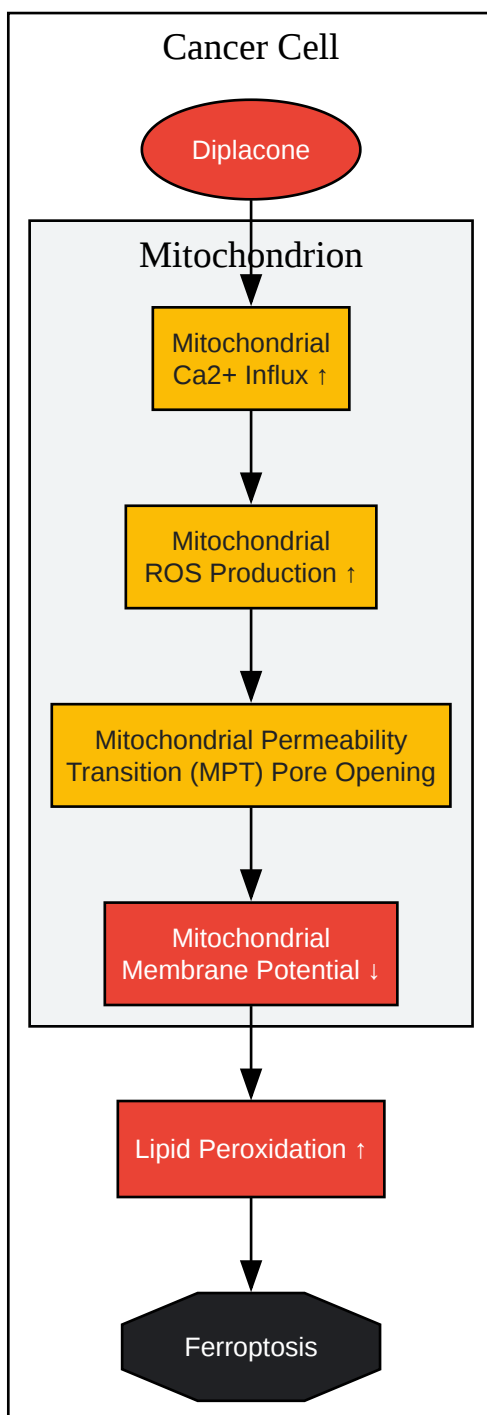 Cancer Cell
Diplacone
Mitochondrion
Mitochondrial
Ca2+ Influx ↑
Mitochondrial
ROS Production ↑
Mitochondrial Permeability
Transition (MPT) Pore Opening
Mitochondrial
Membrane Potential ↓
Lipid Peroxidation ↑
Ferroptosis